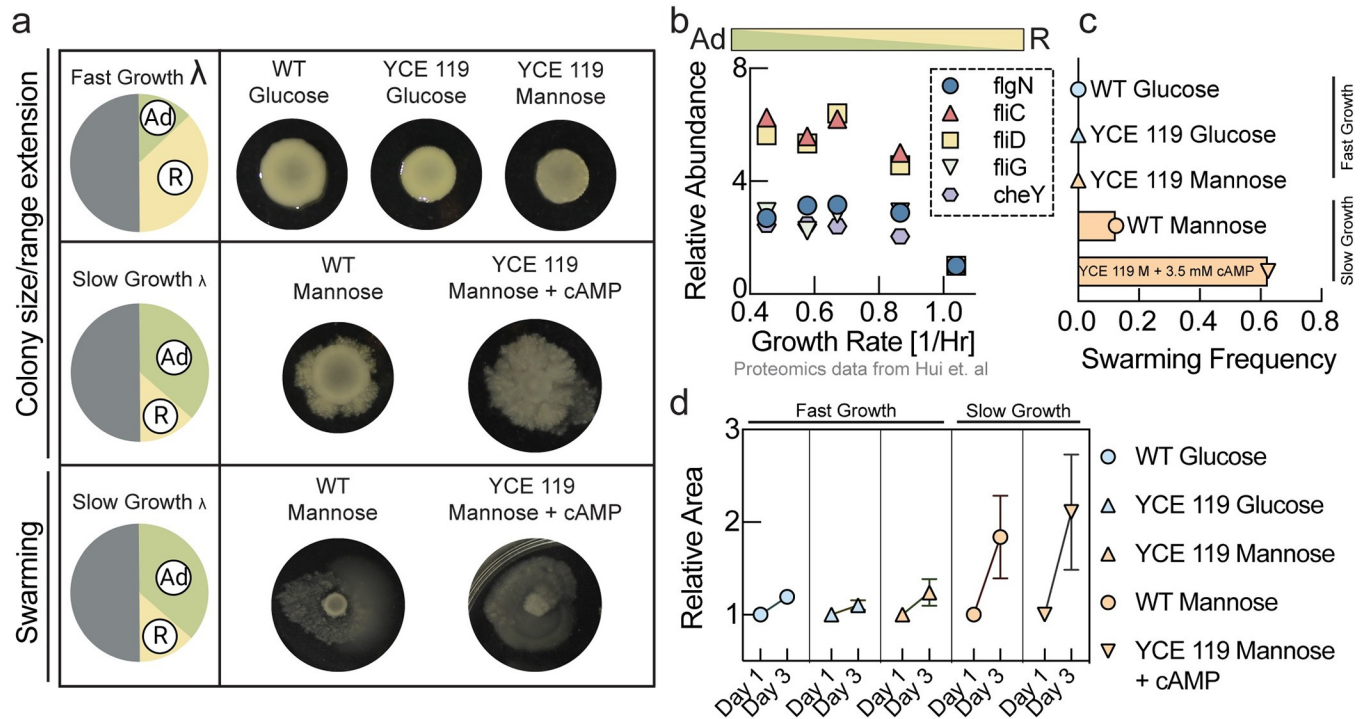 a
Colony size/range extension
Swarming
Fast Growth λ
Ad
R
WT
Glucose
YCE 119
Glucose
YCE 119
Mannose
Slow Growth λ
Ad
R
WT
Mannose
YCE 119
Mannose + cAMP
Slow Growth λ
Ad
R
WT
Mannose
YCE 119
Mannose + cAMP
b
Ad R
Relative Abundance
8
4
0
0.4 0.6 0.8 1.0
Growth Rate [1/Hr]
Proteomics data from Hui et. al
flgN
fliC
fliD
fliG
cheY
c
WT Glucose
YCE 119 Glucose
YCE 119 Mannose
WT Mannose
YCE 119 M + 3.5 mM cAMP
Fast Growth
Slow Growth
0.0 0.2 0.4 0.6 0.8
Swarming Frequency
d
Fast Growth Slow Growth
Relative Area
3
2
1
Day 1 Day 3 Day 1 Day 3 Day 1 Day 3 Day 1 Day 3 Day 1 Day 3
WT Glucose
YCE 119 Glucose
YCE 119 Mannose
WT Mannose
YCE 119 Mannose
+ cAMP